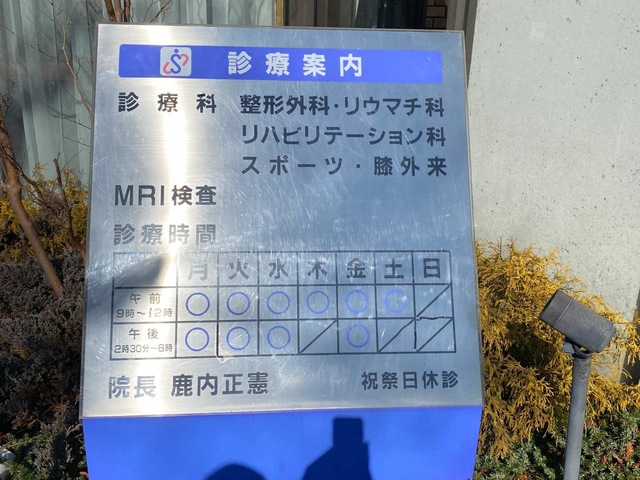 診療案内
診療科 整形外科・リウマチ科
リハビリテーション科
スポーツ・膝外来
MRI検査
診療時間
月 火 水 木 金 土 日
午前
9時～12時 ○ ○ ○ ○ ○ ○ ／
午後
2時30分～6時 ○ ○ ○ ／ ○ ／ ／
院長 鹿内正憲 祝祭日休診